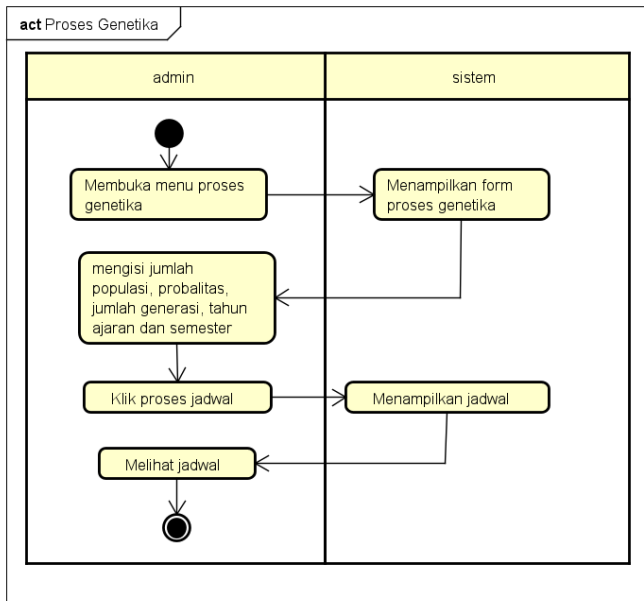 act Proses Genetika
admin
sistem
Membuka menu proses
genetika
Menampilkan form
proses genetika
mengisi jumlah
populasi, probalitas,
jumlah generasi, tahun
ajaran dan semester
Klik proses jadwal
Menampilkan jadwal
Melihat jadwal